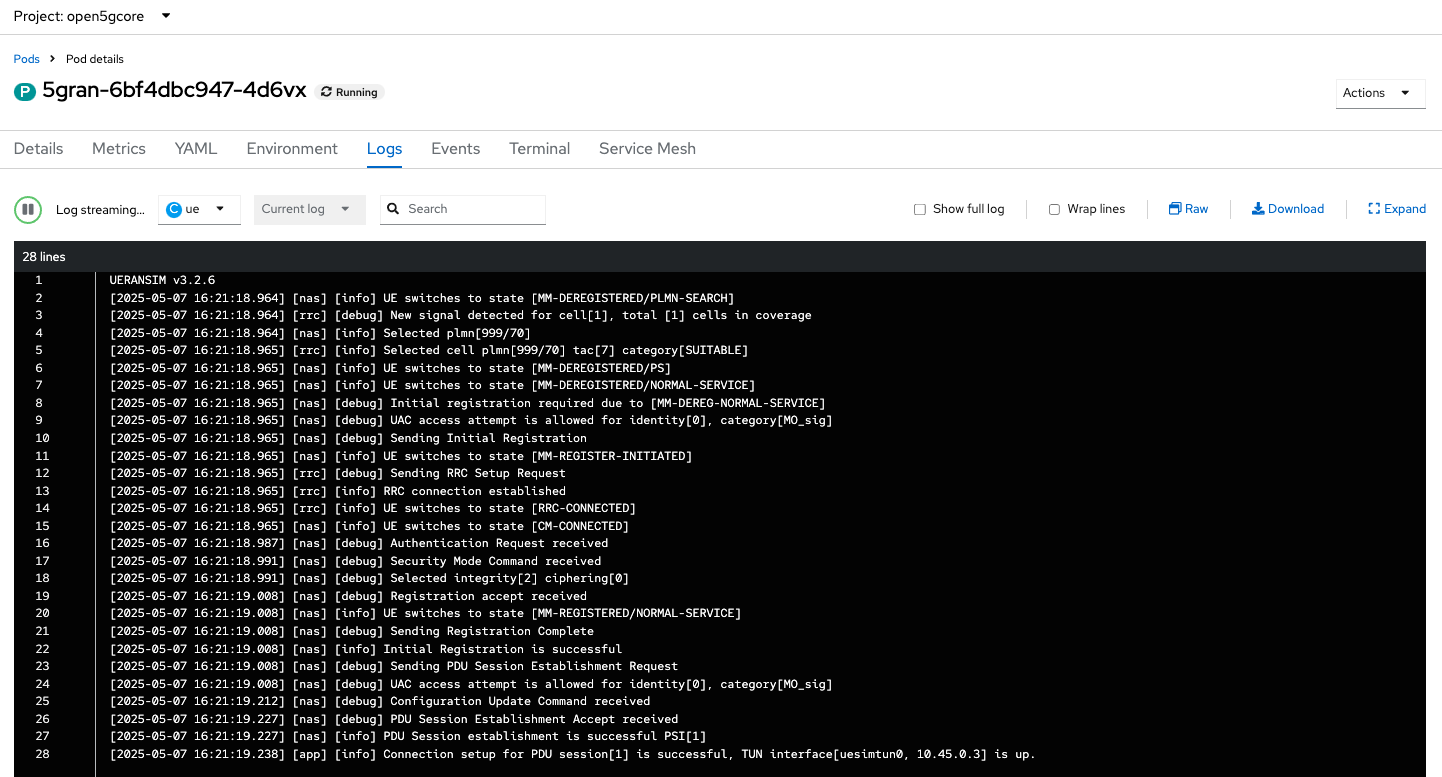 Project: open5gcore
Pods Pod details
P 5gran-6bf4dbc947-4d6vx Running
Actions
Details Metrics YAML Environment Logs Events Terminal Service Mesh
Log streaming... C ue Current log Search Show full log Wrap lines Raw Download Expand
28 lines
1 UERANSIM v3.2.6
2 [2025-05-07 16:21:18.964] [nas] [info] UE switches to state [MM-DEREGISTERED/PLMN-SEARCH]
3 [2025-05-07 16:21:18.964] [rrc] [debug] New signal detected for cell[1], total [1] cells in coverage
4 [2025-05-07 16:21:18.964] [nas] [info] Selected plmn[999/70]
5 [2025-05-07 16:21:18.965] [rrc] [info] Selected cell plmn[999/70] tac[7] category[SUITABLE]
6 [2025-05-07 16:21:18.965] [nas] [info] UE switches to state [MM-DEREGISTERED/PS]
7 [2025-05-07 16:21:18.965] [nas] [info] UE switches to state [MM-DEREGISTERED/NORMAL-SERVICE]
8 [2025-05-07 16:21:18.965] [nas] [debug] Initial registration required due to [MM-DEREG-NORMAL-SERVICE]
9 [2025-05-07 16:21:18.965] [nas] [debug] UAC access attempt is allowed for identity[0], category[MO_sig]
10 [2025-05-07 16:21:18.965] [nas] [debug] Sending Initial Registration
11 [2025-05-07 16:21:18.965] [nas] [info] UE switches to state [MM-REGISTER-INITIATED]
12 [2025-05-07 16:21:18.965] [rrc] [debug] Sending RRC Setup Request
13 [2025-05-07 16:21:18.965] [rrc] [info] RRC connection established
14 [2025-05-07 16:21:18.965] [rrc] [info] UE switches to state [RRC-CONNECTED]
15 [2025-05-07 16:21:18.965] [nas] [info] UE switches to state [CM-CONNECTED]
16 [2025-05-07 16:21:18.987] [nas] [debug] Authentication Request received
17 [2025-05-07 16:21:18.991] [nas] [debug] Security Mode Command received
18 [2025-05-07 16:21:18.991] [nas] [debug] Selected integrity[2] ciphering[0]
19 [2025-05-07 16:21:19.008] [nas] [debug] Registration accept received
20 [2025-05-07 16:21:19.008] [nas] [info] UE switches to state [MM-REGISTERED/NORMAL-SERVICE]
21 [2025-05-07 16:21:19.008] [nas] [debug] Sending Registration Complete
22 [2025-05-07 16:21:19.008] [nas] [info] Initial Registration is successful
23 [2025-05-07 16:21:19.008] [nas] [debug] Sending PDU Session Establishment Request
24 [2025-05-07 16:21:19.008] [nas] [debug] UAC access attempt is allowed for identity[0], category[MO_sig]
25 [2025-05-07 16:21:19.212] [nas] [debug] Configuration Update Command received
26 [2025-05-07 16:21:19.227] [nas] [debug] PDU Session Establishment Accept received
27 [2025-05-07 16:21:19.227] [nas] [info] PDU Session establishment is successful PSI[1]
28 [2025-05-07 16:21:19.238] [app] [info] Connection setup for PDU session[1] is successful, TUN interface[uesimtun0, 10.45.0.3] is up.